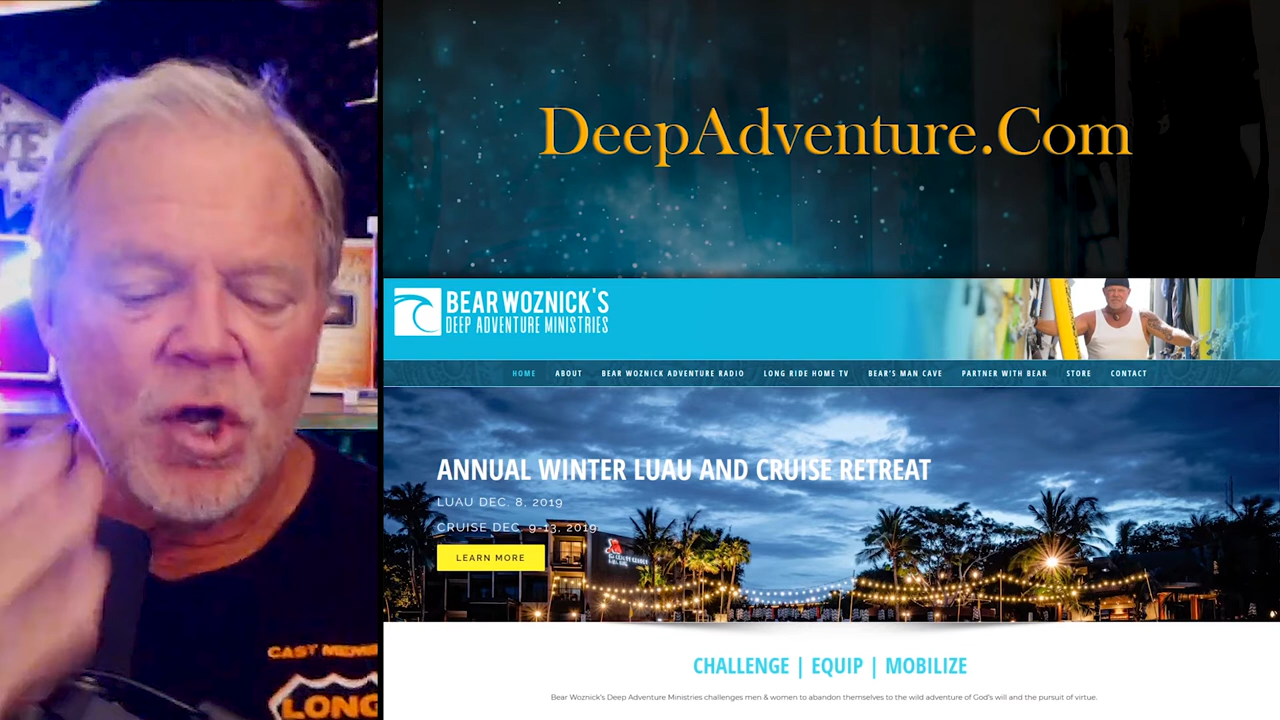 DeepAdventure.Com
BEAR WOZNICK'S
DEEP ADVENTURE MINISTRIES
HOME ABOUT BEAR WOZNICK ADVENTURE RADIO LONG RIDE HOME TV BEAR'S MAN CAVE PARTNER WITH BEAR STORE CONTACT
ANNUAL WINTER LUAU AND CRUISE RETREAT
LUAU DEC. 8, 2019
CRUISE DEC. 9-13, 2019
LEARN MORE
CHALLENGE | EQUIP | MOBILIZE
Bear Woznick's Deep Adventure Ministries challenges men & women to abandon themselves to the wild adventure of God's will and the pursuit of virtue.
CAST
LONG